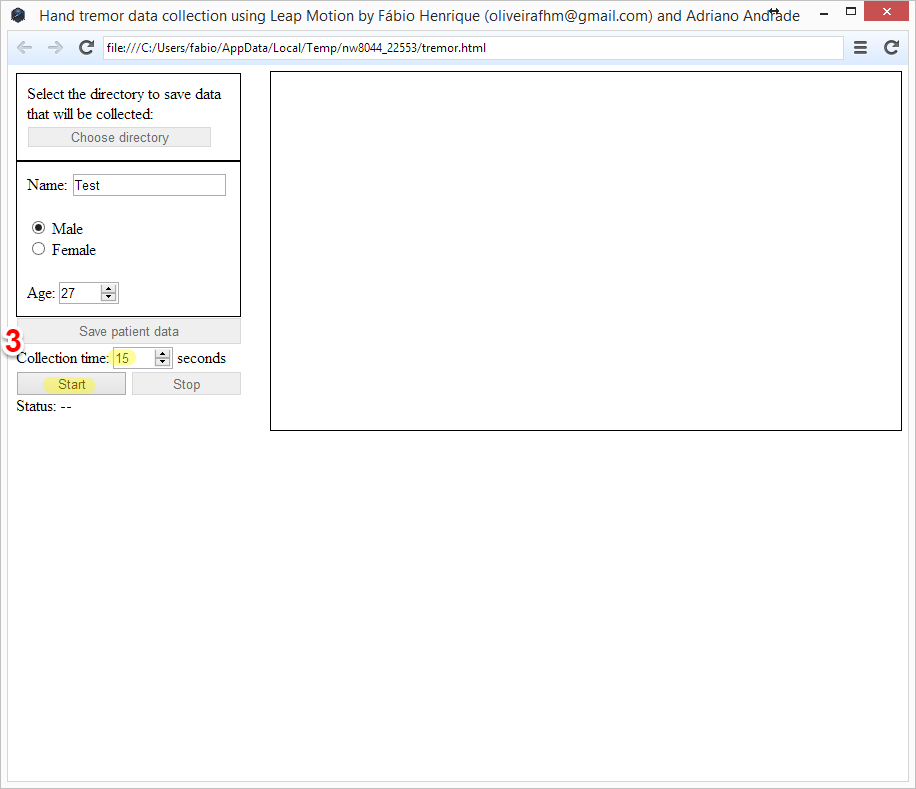 Hand tremor data collection using Leap Motion by Fábio Henrique (oliveirafhm@gmail.com) and Adriano Andrade
file:///C:/Users/fabio/AppData/Local/Temp/nw8044_22553/tremor.html
Select the directory to save data
that will be collected:
Choose directory
Name: Test
Male
Female
Age: 27
Save patient data
3
Collection time: 15 seconds
Start Stop
Status: --